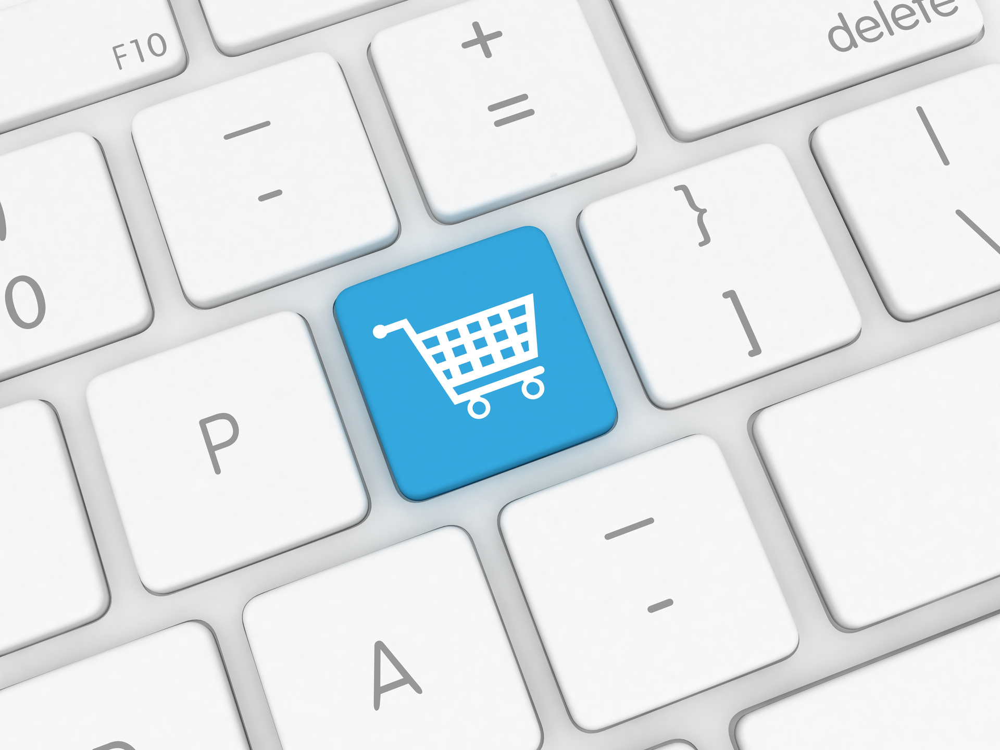 F10
+
=
delete
—
-
}
]
|
\
0
P
—
-
A